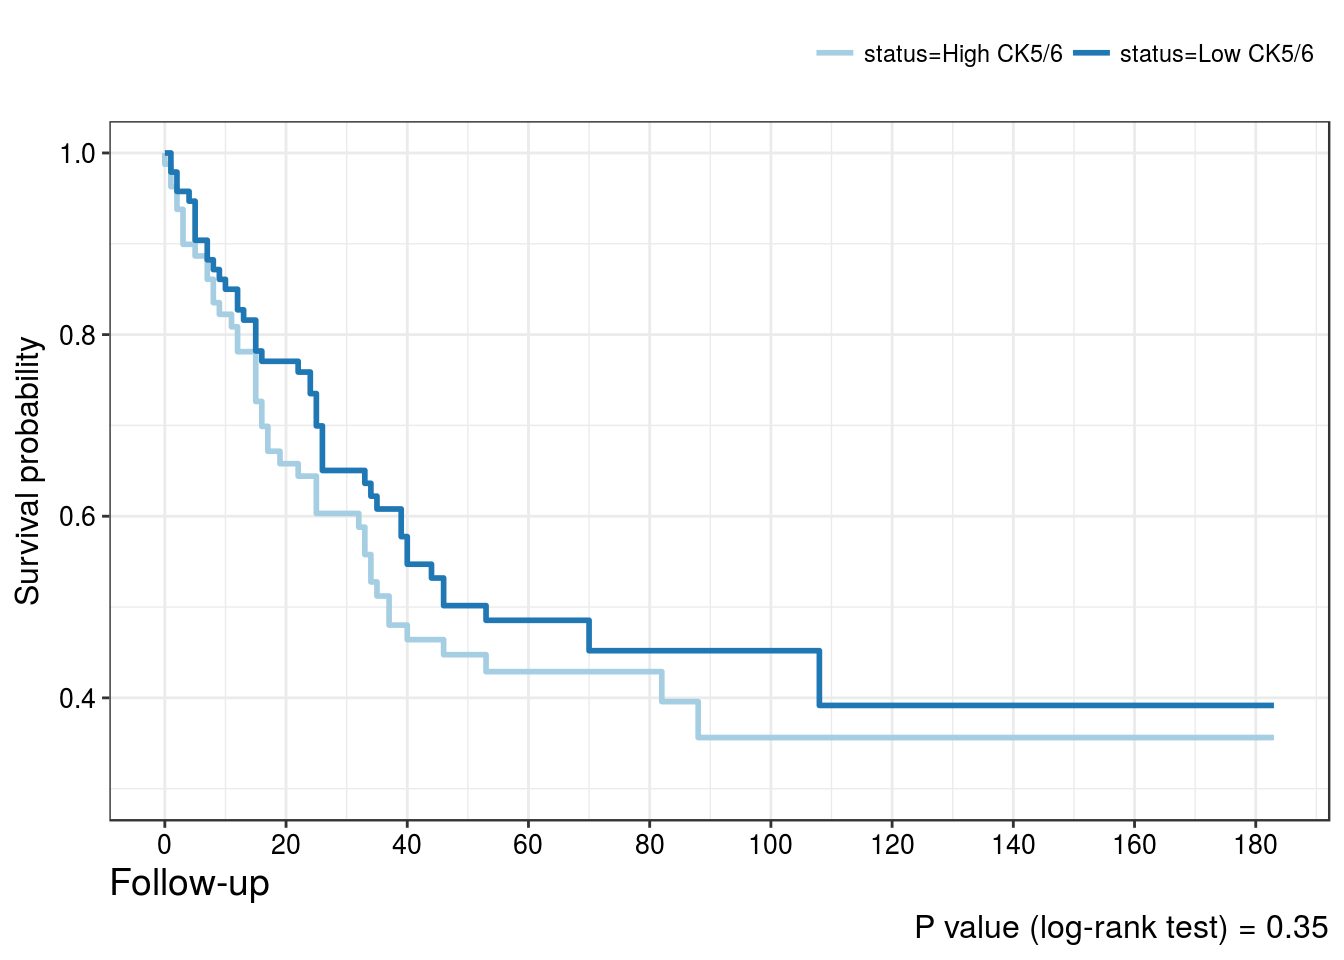 status=High CK5/6 status=Low CK5/6
Survival probability
1.0
0.8
0.6
0.4
0 20 40 60 80 100 120 140 160 180
Follow-up
P value (log-rank test) = 0.35